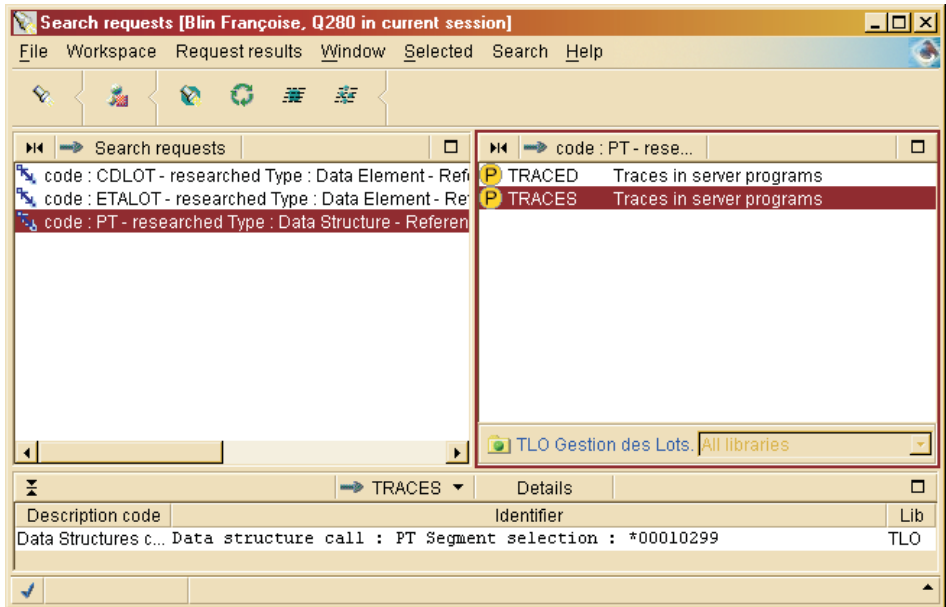 Search requests [Blin Françoise, Q280 in current session]
File Workspace Request results Window Selected Search Help
Search requests
code : PT - rese...
code : CDLOT - researched Type : Data Element - Refe
code : ETALOT - researched Type : Data Element - Re
code : PT - researched Type : Data Structure - Referen
P TRACED Traces in server programs
P TRACES Traces in server programs
TLO Gestion des Lots. All libraries
TRACES Details
Description code Identifier Lib
Data Structures c... Data structure call : PT Segment selection : *00010299 TLO